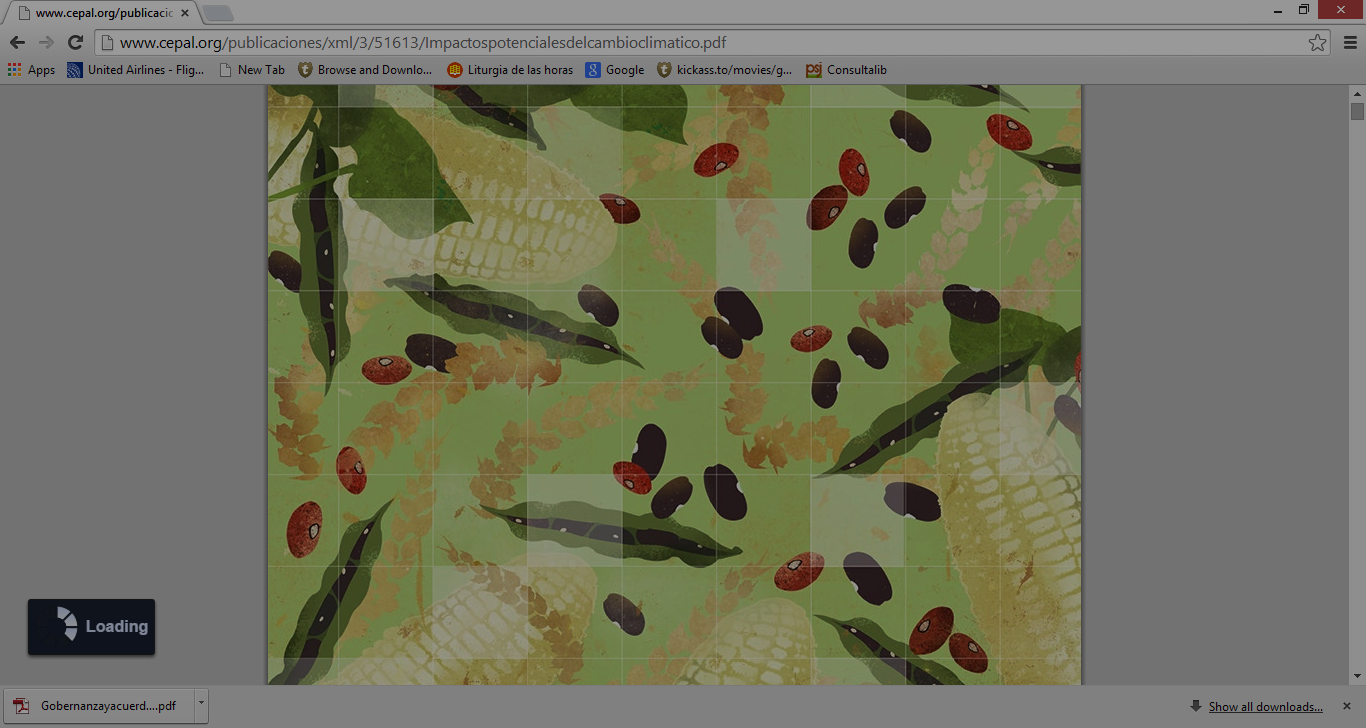 www.cepal.org/publicacic
www.cepal.org/publicaciones/xml/3/51613/Impactospotencialesdelcambioclimatico.pdf
Apps United Airlines - Flig... New Tab Browse and Downlo... Liturgia de las horas Google kickass.to/movies/g... Consultalib
Loading
Gobernanzayacuerd....pdf Show all downloads...